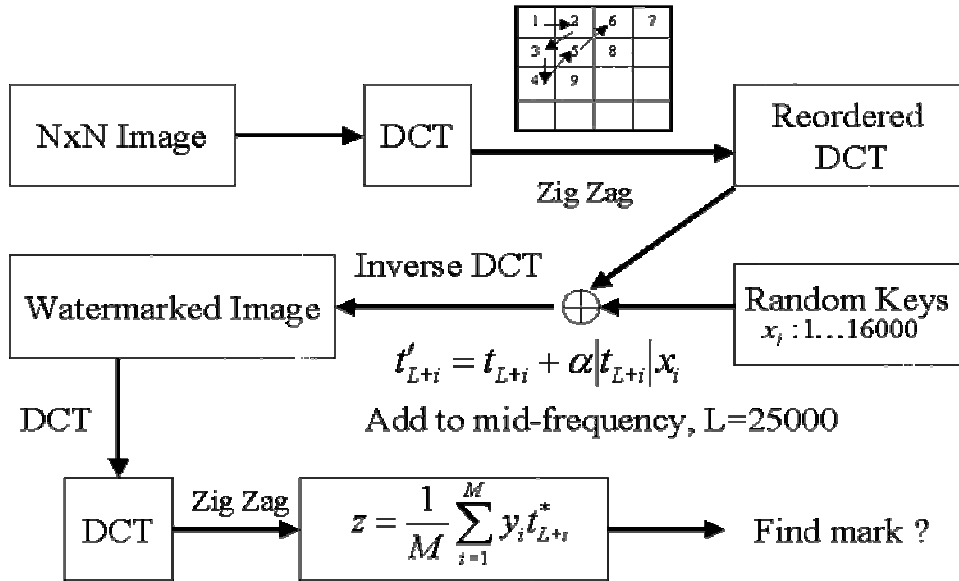 1 2 6 7
3 5 8
4 9
NxN Image
DCT
Zig Zag
Reordered
DCT
Watermarked Image
Inverse DCT
Random Keys
x_i : 1...16000
t'_{L+i} = t_{L+i} + α|t_{L+i}|x_i
Add to mid-frequency, L=25000
DCT
DCT
Zig Zag
z = \frac{1}{M} \sum_{i=1}^{M} y_i t^*_{L+i}
Find mark ?